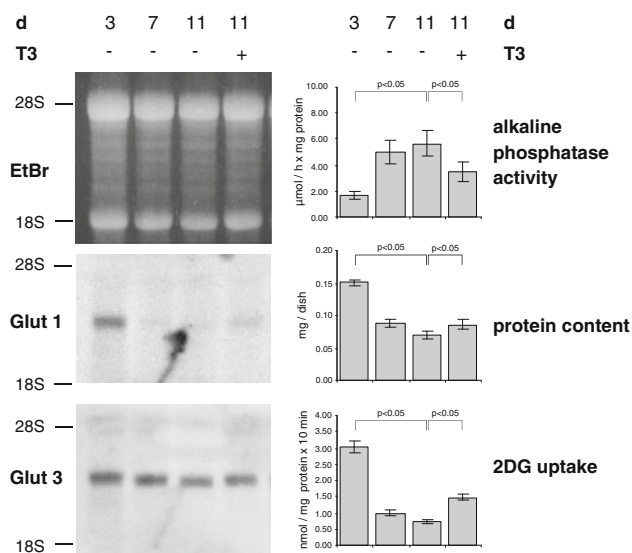 d 3 7 11 11
T3 - - - +
28S
EtBr
18S
28S
Glut 1
18S
28S
Glut 3
18S
3 7 11 11 d
- - - + T3
p<0.05 p<0.05
10.00
8.00
6.00
4.00
2.00
0.00
µmol / h x mg protein
alkaline
phosphatase
activity
p<0.05 p<0.05
0.20
0.15
0.10
0.05
0.00
mg / dish
protein content
p<0.05 p<0.05
4.00
3.50
3.00
2.50
2.00
1.50
1.00
0.50
0.00
nmol / mg protein x 10 min
2DG uptake